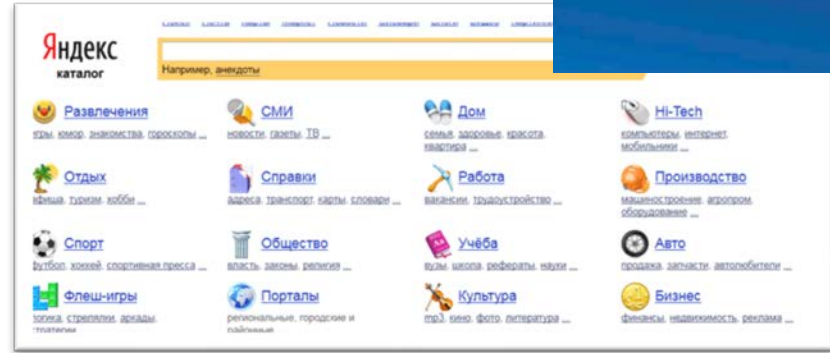 Яндекс
каталог
Например, анекдоты
Развлечения
игры, юмор, знакомства, гороскопы ...
СМИ
новости, газеты, ТВ ...
Дом
семья, здоровье, красота,
квартира ...
Hi-Tech
компьютеры, интернет,
мобильники ...
Отдых
афиша, туризм, хобби ...
Справки
адреса, транспорт, карты, словари ...
Работа
вакансии, трудоустройство ...
Производство
машиностроение, агропром,
оборудование ...
Спорт
футбол, хоккей, спортивная пресса ...
Общество
власть, законы, религия ...
Учёба
вузы, школа, рефераты, науки ...
Авто
продажа, запчасти, автолюбители ...
Флеш-игры
логика, стрелялки, аркады,
стратегии
Порталы
региональные, городские и
районные
Культура
mp3, кино, фото, литература ...
Бизнес
финансы, недвижимость, реклама ...